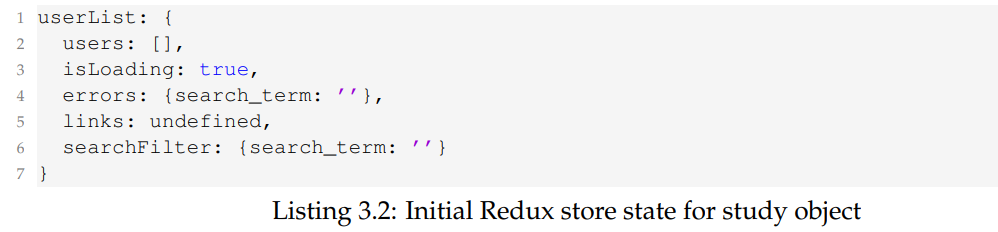 1 userList: {
2   users: [],
3   isLoading: true,
4   errors: {search_term: ''},
5   links: undefined,
6   searchFilter: {search_term: ''}
7 }
Listing 3.2: Initial Redux store state for study object